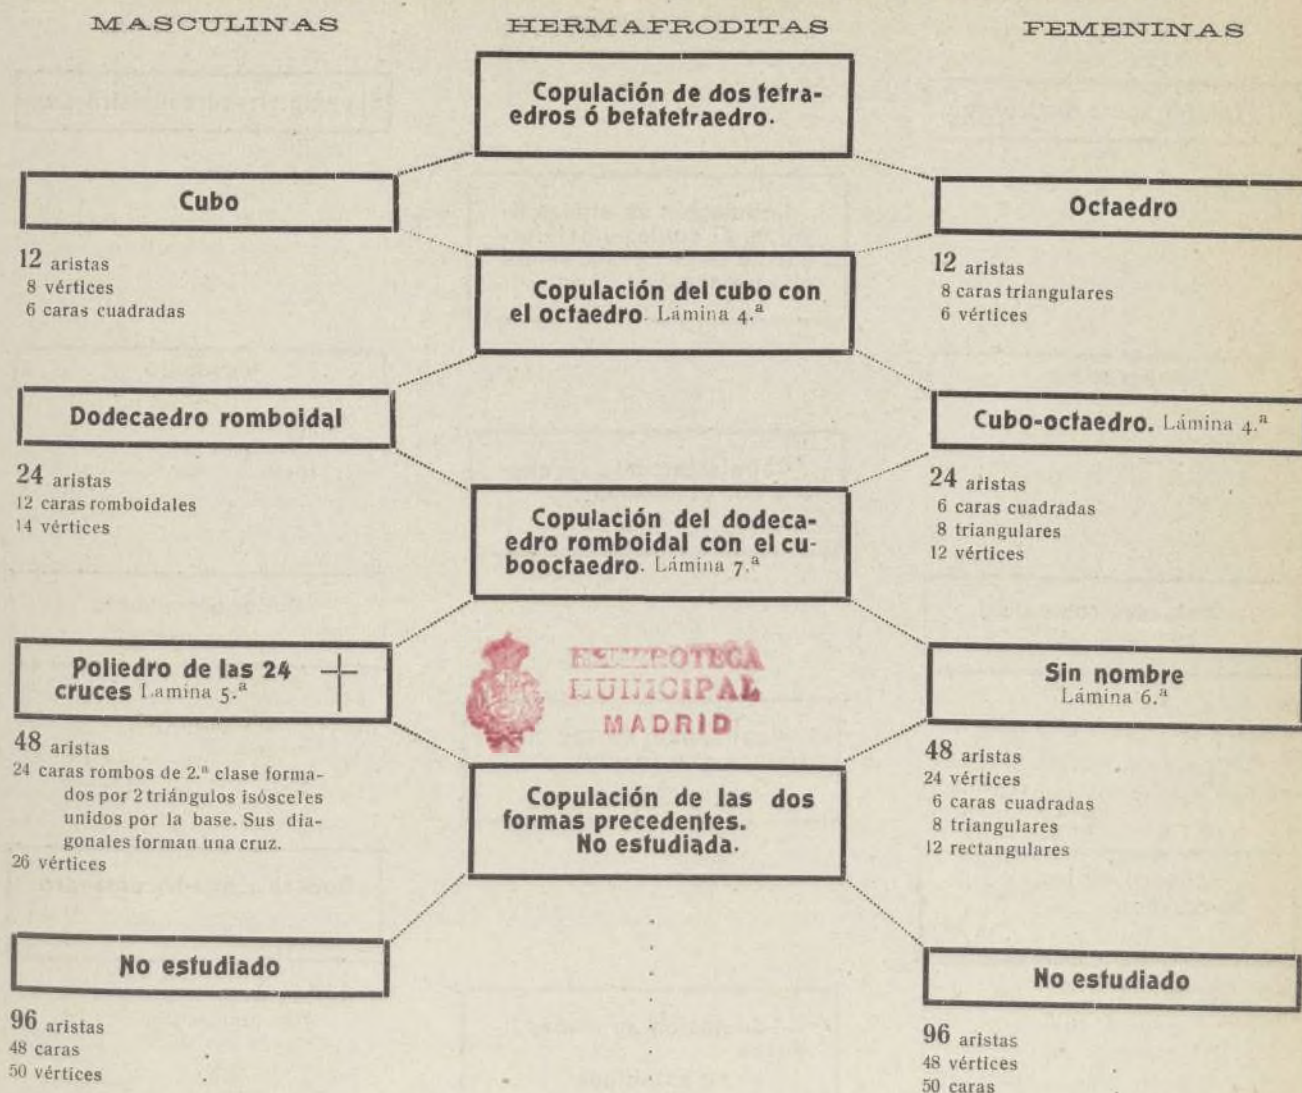 MASCULINAS
HERMAFRODITAS
FEMENINAS
Copulación de dos tetra-
edros ó betatetraedro.
Cubo
12 aristas
8 vértices
6 caras cuadradas
Octaedro
12 aristas
8 caras triangulares
6 vértices
Copulación del cubo con
el octaedro. Lámina 4.ª
Dodecaedro romboidal
24 aristas
12 caras romboidales
14 vértices
Cubo-octaedro. Lámina 4.ª
24 aristas
6 caras cuadradas
8 triangulares
12 vértices
Copulación del dodeca-
edro romboidal con el cu-
booctaedro. Lámina 7.ª
Poliedro de las 24
cruces Lamina 5.ª
48 aristas
24 caras rombos de 2.ª clase forma-
dos por 2 triángulos isósceles
unidos por la base. Sus dia-
gonales forman una cruz.
26 vértices
HEMEROTECA
MUNICIPAL
MADRID
Sin nombre
Lámina 6.ª
48 aristas
24 vértices
6 caras cuadradas
8 triangulares
12 rectangulares
Copulación de las dos
formas precedentes.
No estudiada.
No estudiado
96 aristas
48 caras
50 vértices
No estudiado
96 aristas
48 vértices
50 caras